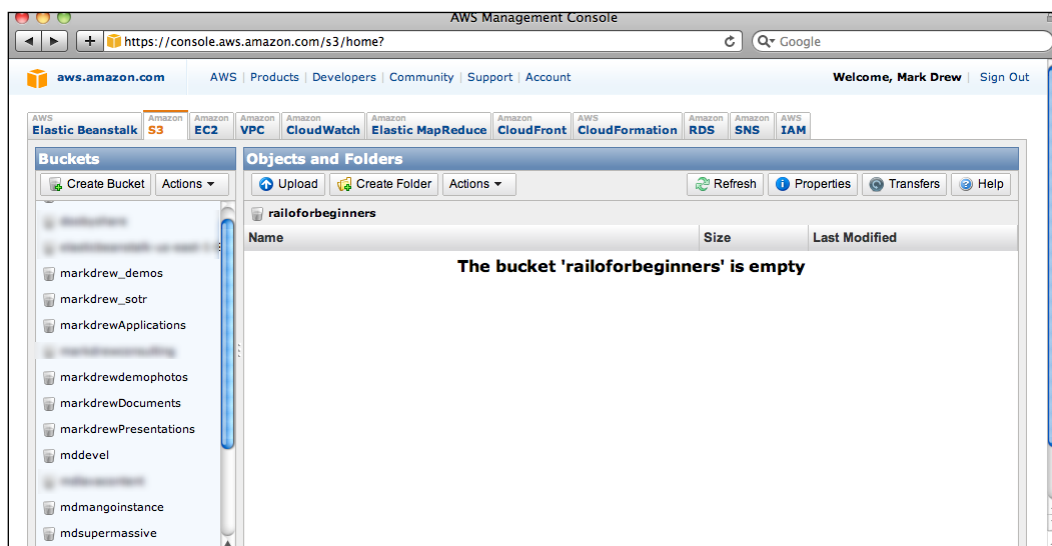 AWS Management Console
https://console.aws.amazon.com/s3/home?
Google
aws.amazon.com AWS | Products | Developers | Community | Support | Account Welcome, Mark Drew | Sign Out
AWS Amazon Amazon Amazon Amazon Amazon Amazon AWS Amazon Amazon AWS
Elastic Beanstalk S3 EC2 VPC CloudWatch Elastic MapReduce CloudFront CloudFormation RDS SNS IAM
Buckets Objects and Folders
Create Bucket Actions Upload Create Folder Actions Refresh Properties Transfers Help
railoforbeginners
Name Size Last Modified
The bucket 'railoforbeginners' is empty
markdrew_demos
markdrew_sotr
markdrewApplications
markdrewdemophotos
markdrewDocuments
markdrewPresentations
mddevel
mdmangoinstance
mdsupermassive